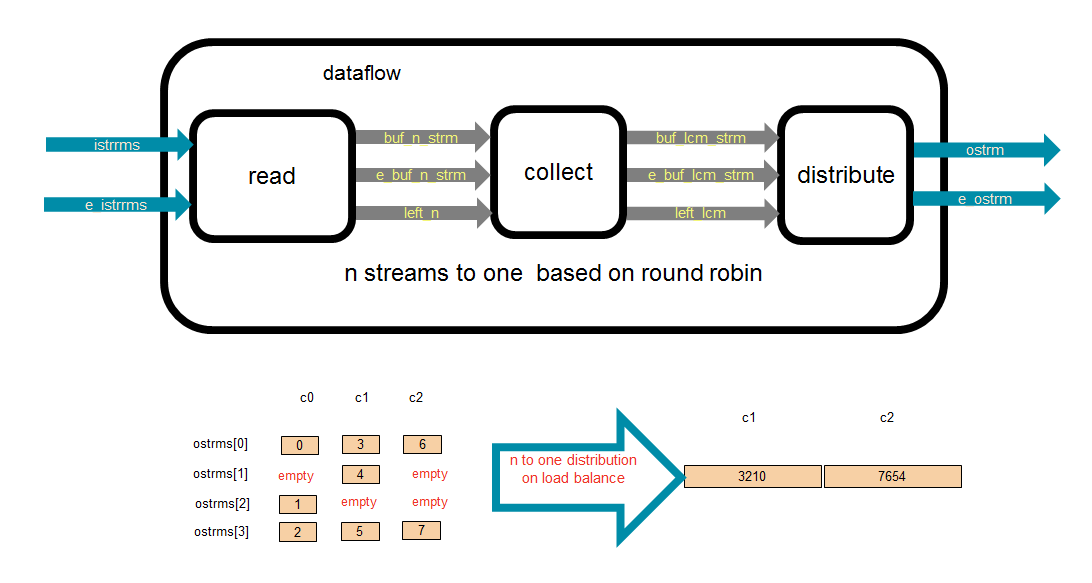 dataflow
istrrms
e_istrrms
read
buf_n_strm
e_buf_n_strm
left_n
collect
buf_lcm_strm
e_buf_lcm_strm
left_lcm
distribute
ostrm
e_ostrm
n streams to one based on round robin
c0 c1 c2
ostrms[0] 0 3 6
ostrms[1] empty 4 empty
ostrms[2] 1 empty empty
ostrms[3] 2 5 7
n to one distribution
on load balance
c1 c2
3210 7654